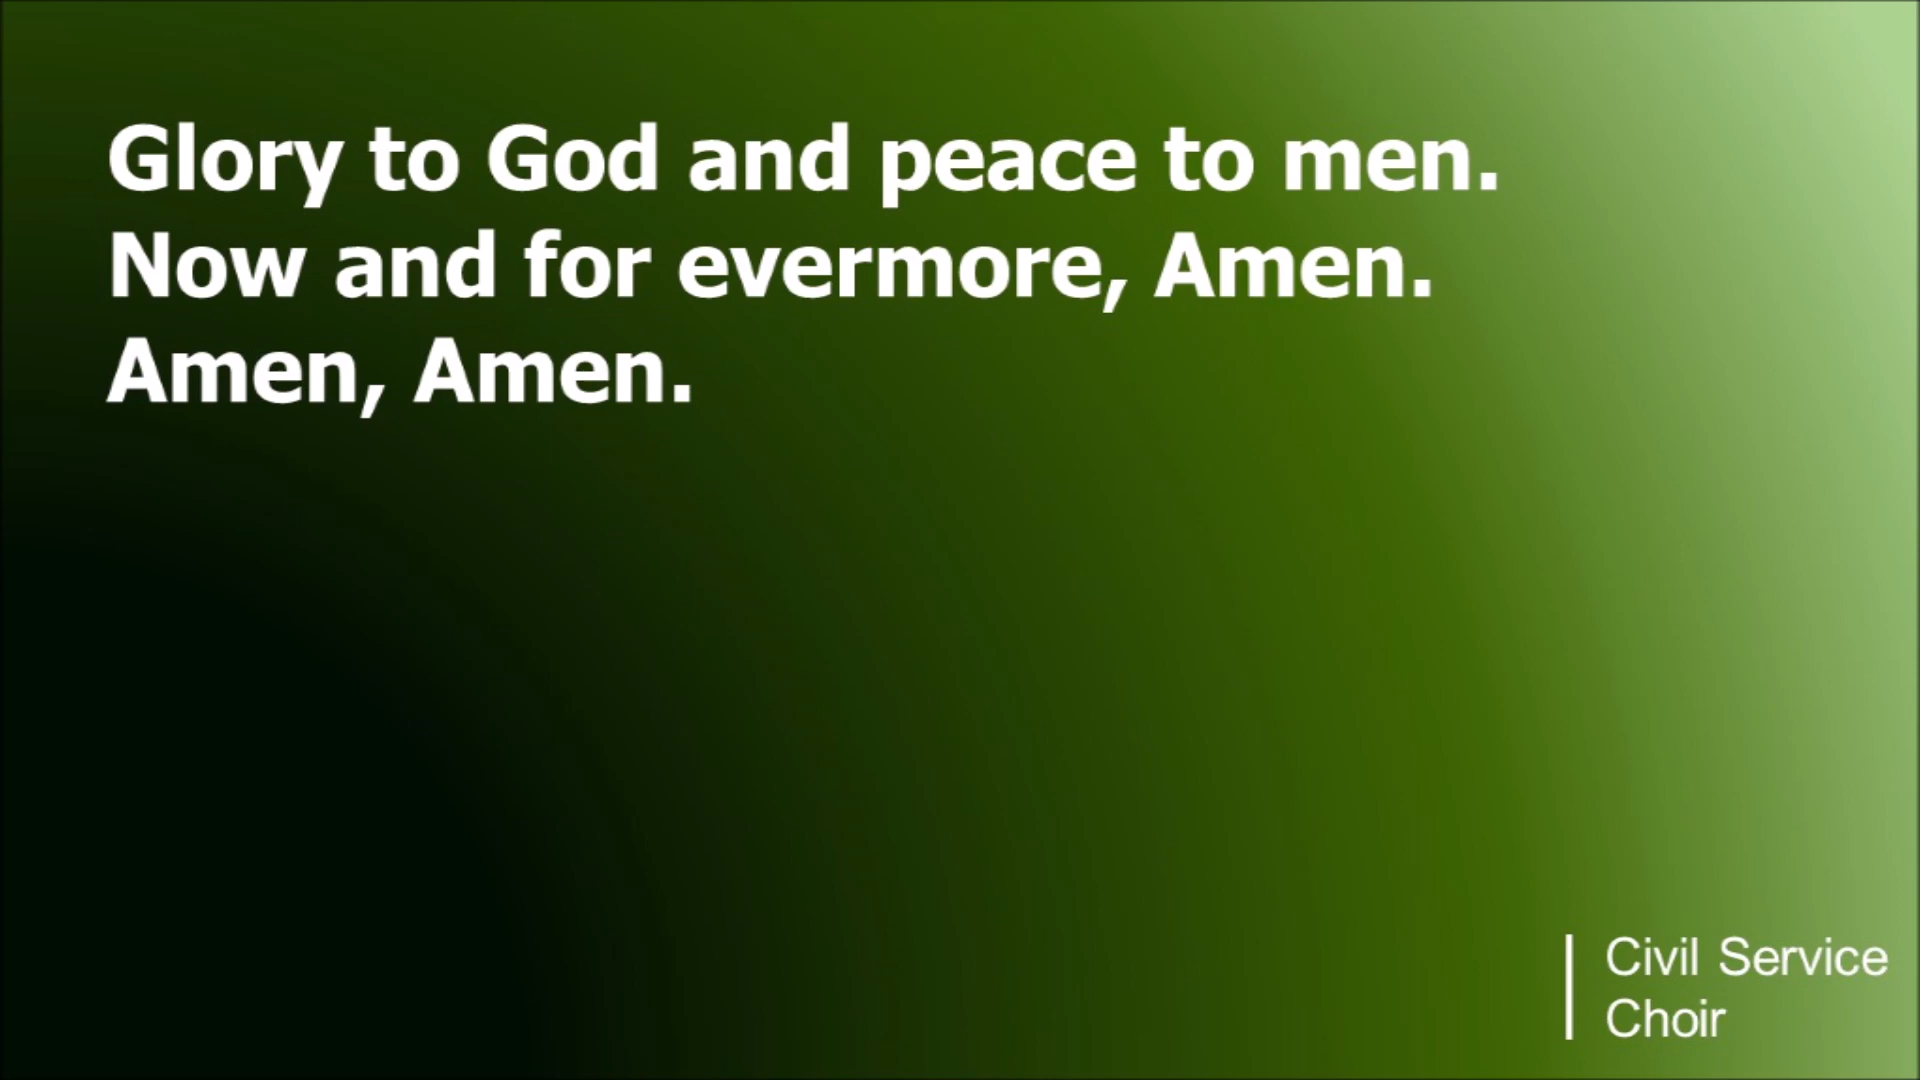 Glory to God and peace to men.
Now and for evermore, Amen.
Amen, Amen.
Civil Service
Choir